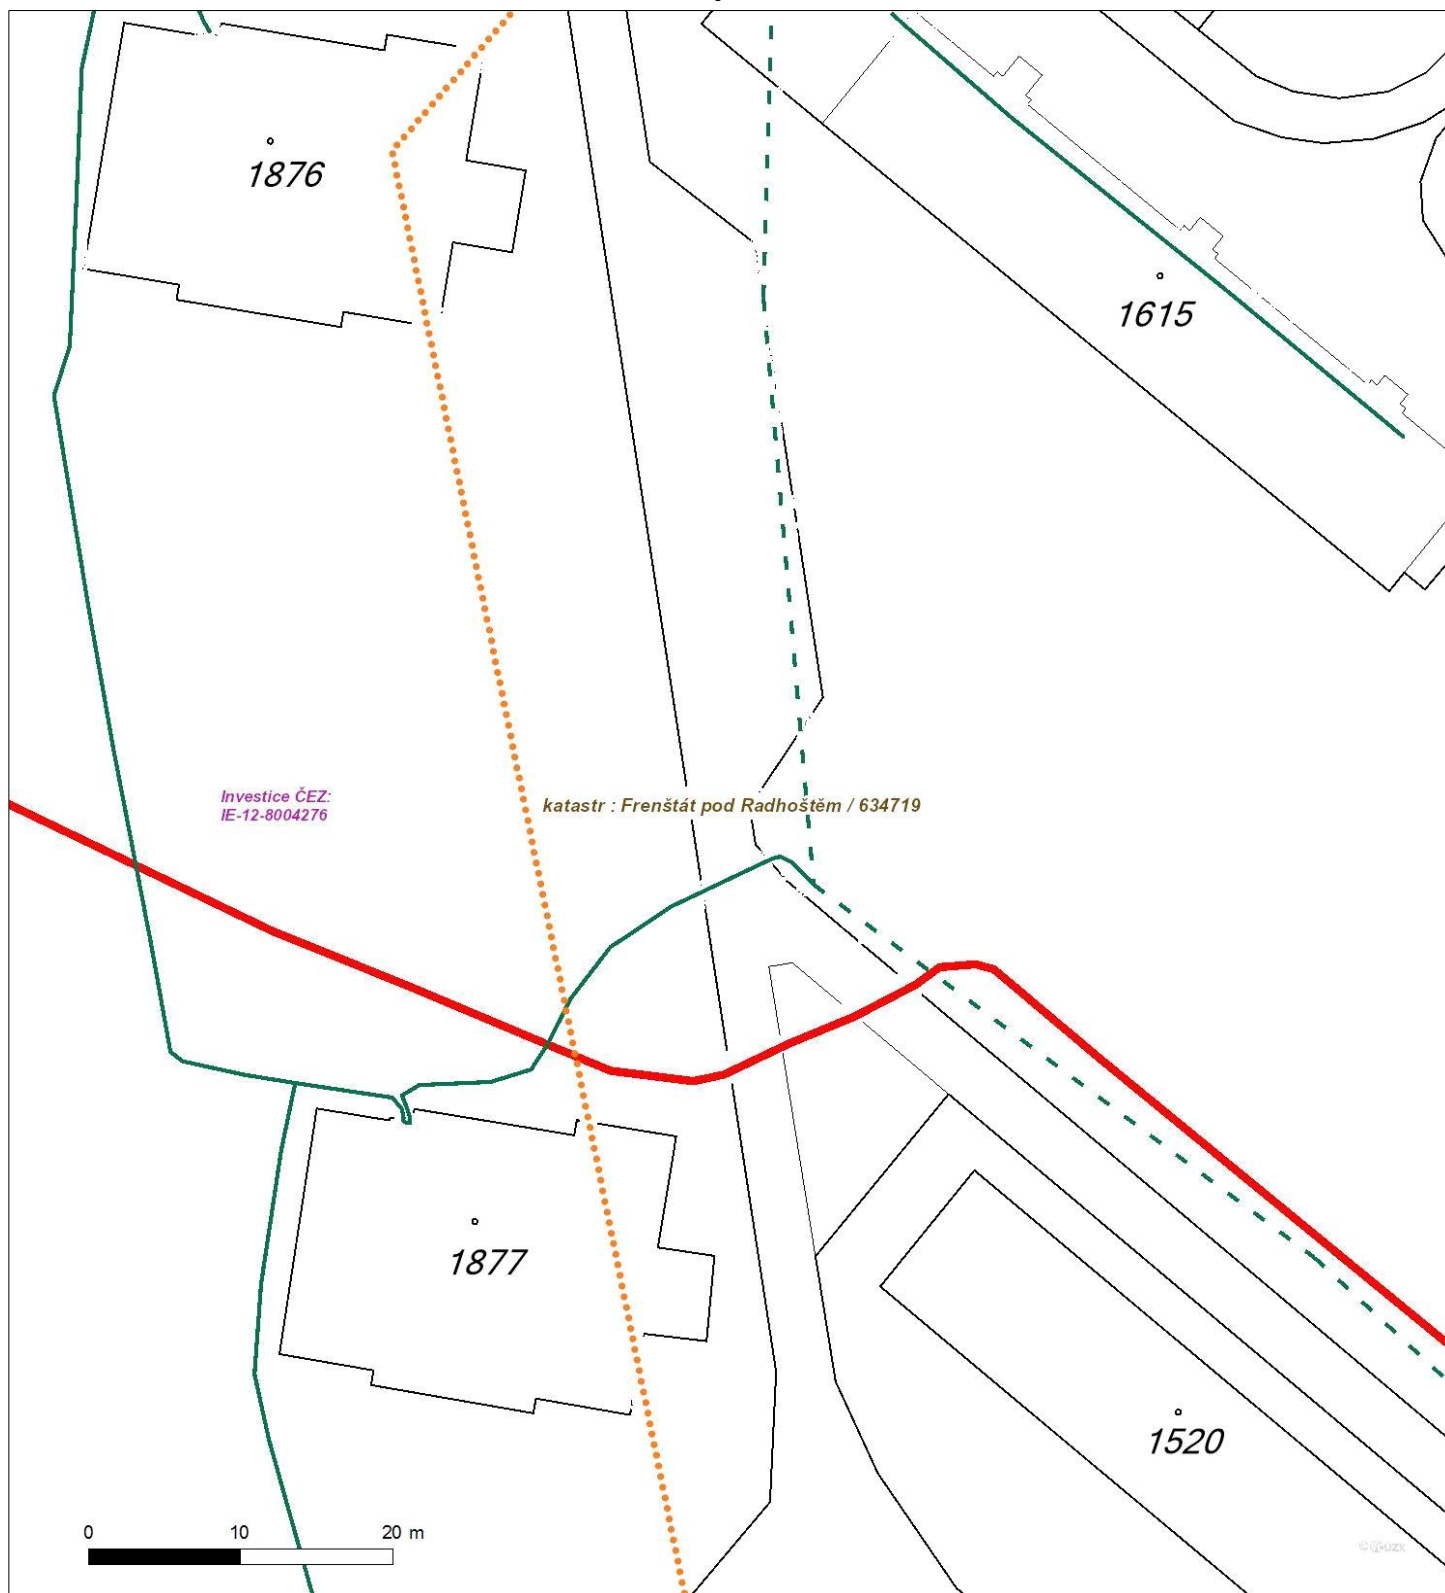 1876
1615
Investice ČEZ:
IE-12-8004276
katastr : Frenštát pod Radhoštěm / 634719
1877
1520
0 10 20 m